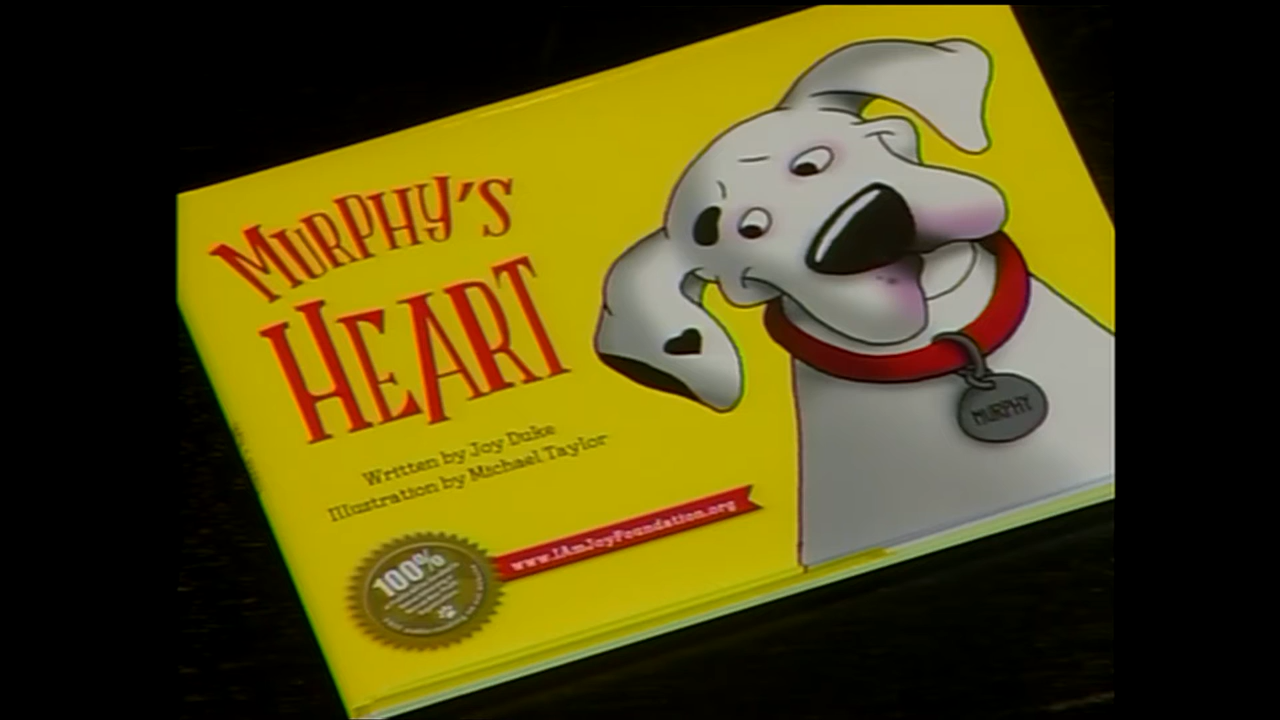 MURPHY'S
HEART
Written by Joy Duke
Illustration by Michael Taylor
www.IAmJoyFoundation.org
100%
MURPHY